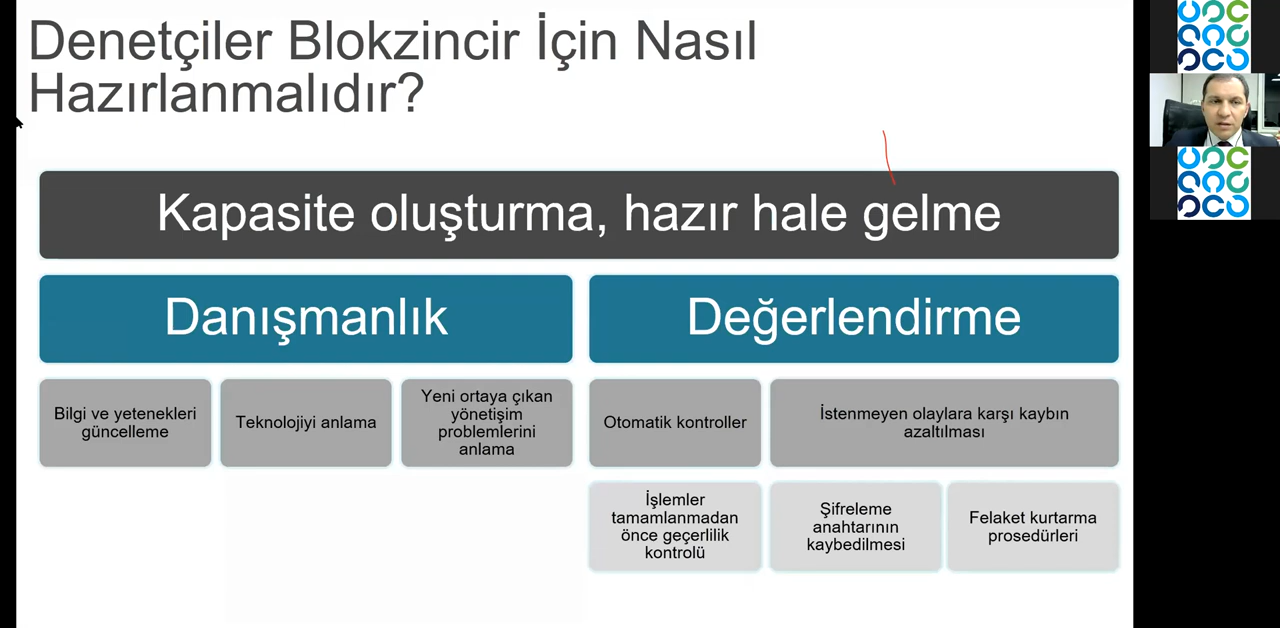 Denetçiler Blokzincir İçin Nasıl
Hazırlanmalıdır?
Kapasite oluşturma, hazır hale gelme
Danışmanlık
Değerlendirme
Bilgi ve yetenekleri
güncelleme
Teknolojiyi anlama
Yeni ortaya çıkan
yönetişim
problemlerini
anlama
Otomatik kontroller
İstenmeyen olaylara karşı kaybın
azaltılması
İşlemler
tamamlanmadan
önce geçerlilik
kontrolü
Şifreleme
anahtarının
kaybedilmesi
Felaket kurtarma
prosedürleri